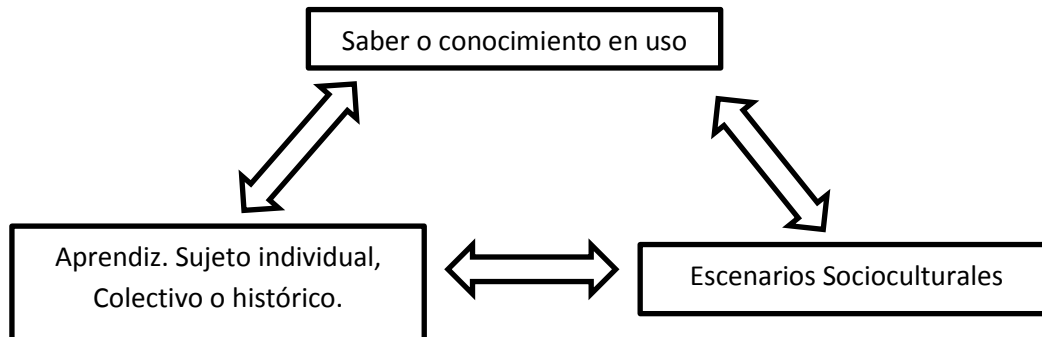 Saber o conocimiento en uso
Aprendiz. Sujeto individual,
Colectivo o histórico.
Escenarios Socioculturales